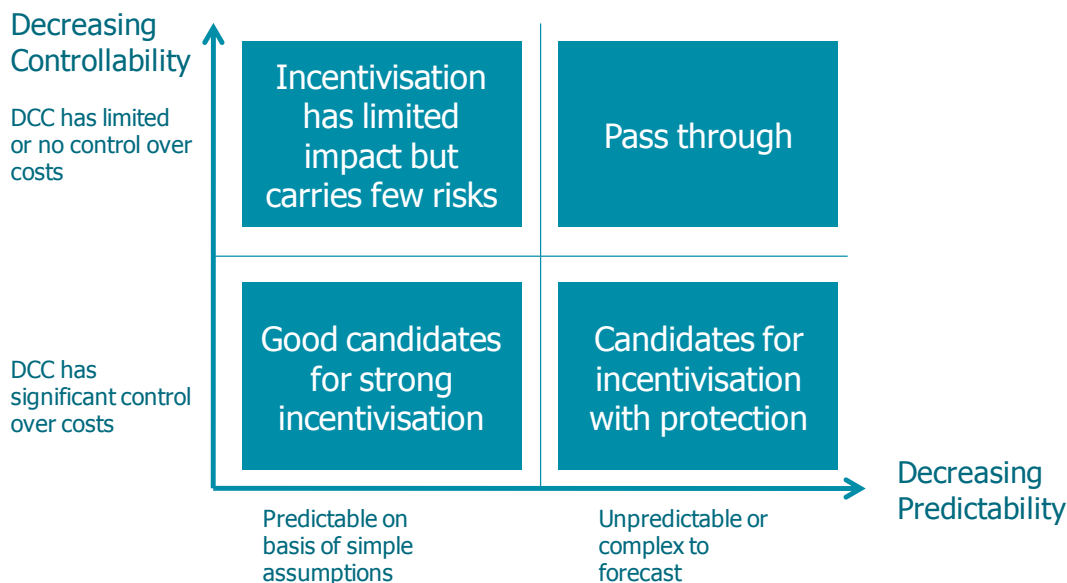 Decreasing
Controllability
DCC has limited
or no control over
costs
Incentivisation
has limited
impact but
carries few risks
Pass through
DCC has
significant control
over costs
Good candidates
for strong
incentivisation
Candidates for
incentivisation
with protection
Decreasing
Predictability
Predictable on
basis of simple
assumptions
Unpredictable or
complex to
forecast